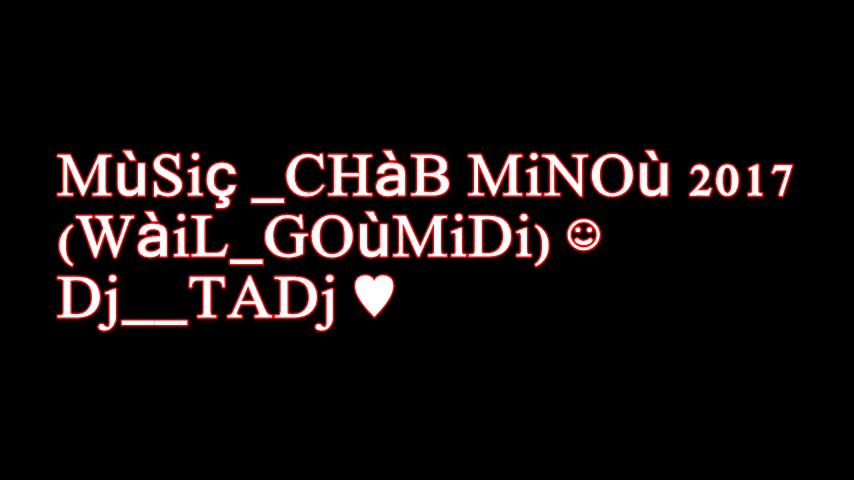 MùSiç _CHàB MiNOù 2017
(WàiL_GOùMiDi) ☻
Dj__TADj ♥